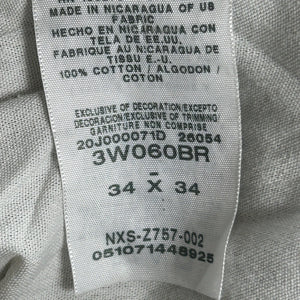 MADE IN NICARAGUA OF US
FABRIC
HECHO EN NICARAGUA CON
TELA DE EE.UU.
FABRIQUE AU NICARAGUA DE
TISSU E.-U.
100% COTTON / ALGODON /
COTON
EXCLUSIVE OF DECORATION/EXCEPTO
DECORACION/EXCLUSIVE OF TRIMMING
GARNITURE NON COMPRISE
20J000071D 26054
3W060BR
-
34 X 34
NXS-Z757-002
051071448925